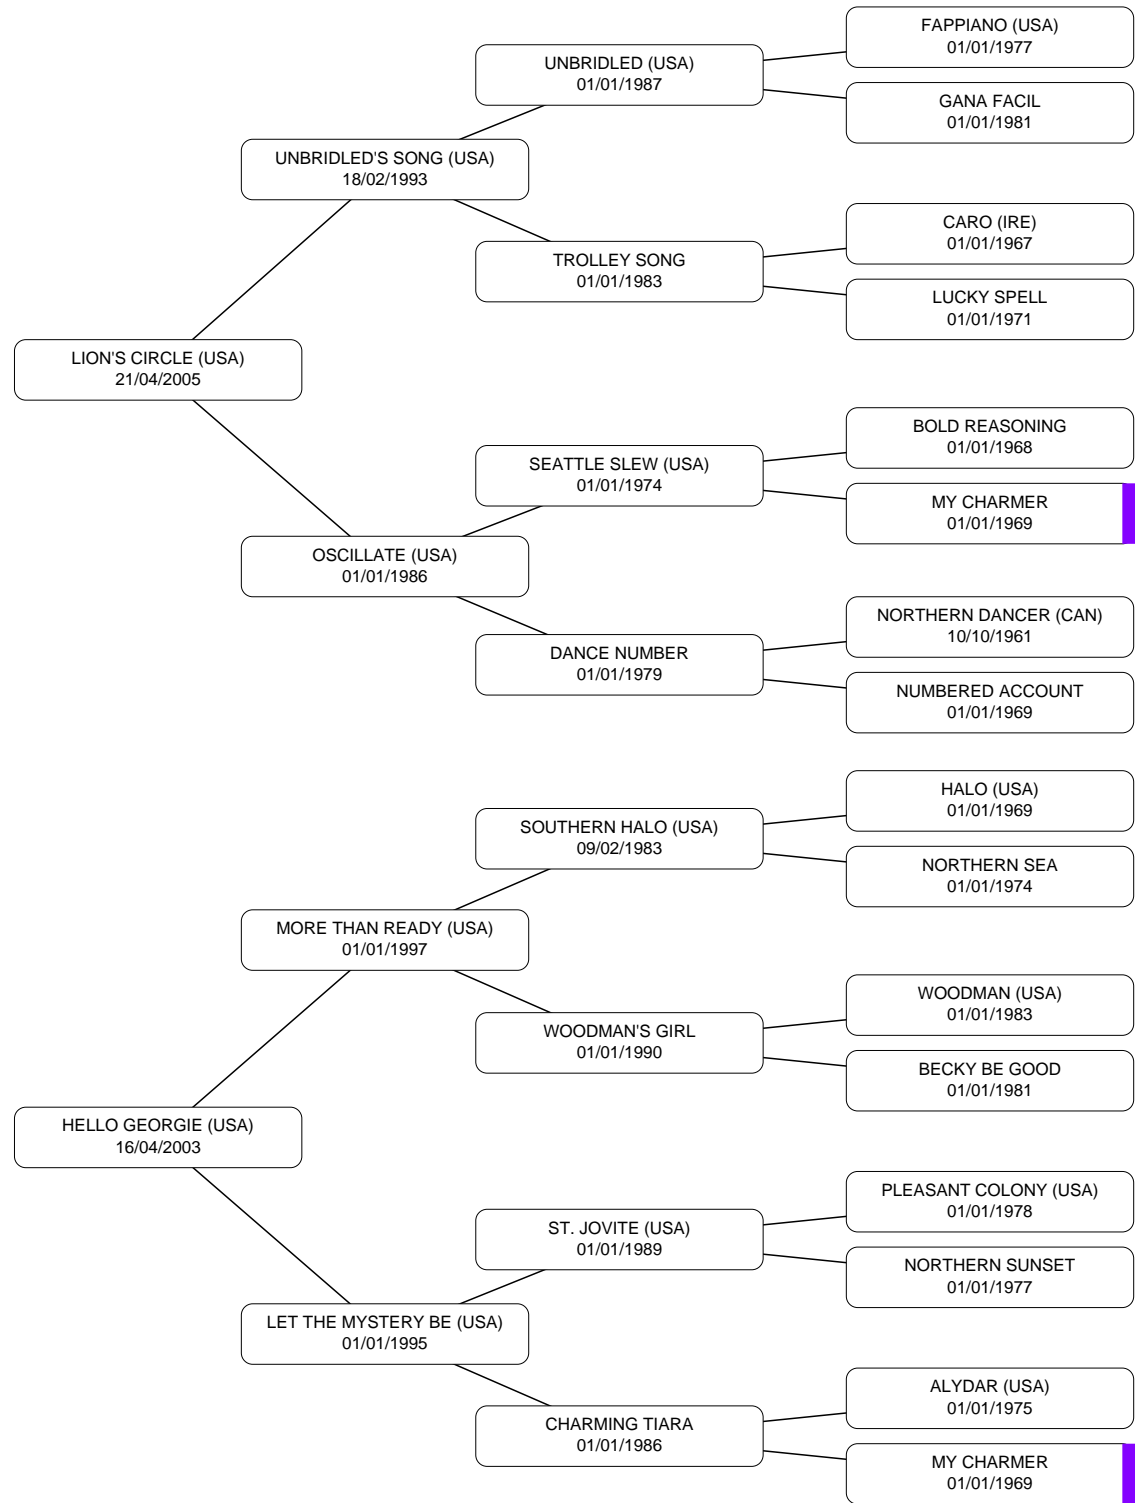 FAPPIANO (USA)
01/01/1977
UNBRIDLED (USA)
01/01/1987
GANA FACIL
01/01/1981
UNBRIDLED'S SONG (USA)
18/02/1993
CARO (IRE)
01/01/1967
TROLLEY SONG
01/01/1983
LUCKY SPELL
01/01/1971
LION'S CIRCLE (USA)
21/04/2005
BOLD REASONING
01/01/1968
SEATTLE SLEW (USA)
01/01/1974
MY CHARMER
01/01/1969
OSCILLATE (USA)
01/01/1986
NORTHERN DANCER (CAN)
10/10/1961
DANCE NUMBER
01/01/1979
NUMBERED ACCOUNT
01/01/1969
HALO (USA)
01/01/1969
SOUTHERN HALO (USA)
09/02/1983
NORTHERN SEA
01/01/1974
MORE THAN READY (USA)
01/01/1997
WOODMAN (USA)
01/01/1983
WOODMAN'S GIRL
01/01/1990
BECKY BE GOOD
01/01/1981
HELLO GEORGIE (USA)
16/04/2003
PLEASANT COLONY (USA)
01/01/1978
ST. JOVITE (USA)
01/01/1989
NORTHERN SUNSET
01/01/1977
LET THE MYSTERY BE (USA)
01/01/1995
ALYDAR (USA)
01/01/1975
CHARMING TIARA
01/01/1986
MY CHARMER
01/01/1969